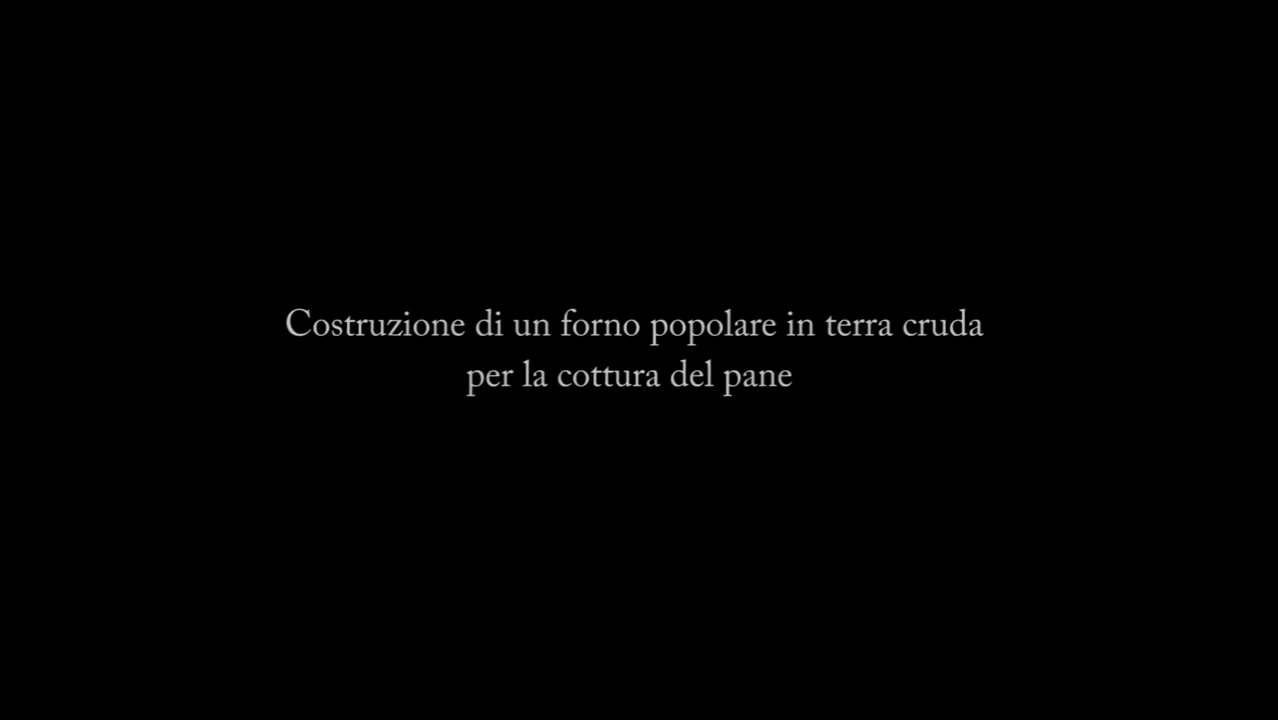 Costruzione di un forno popolare in terra cruda
per la cottura del pane